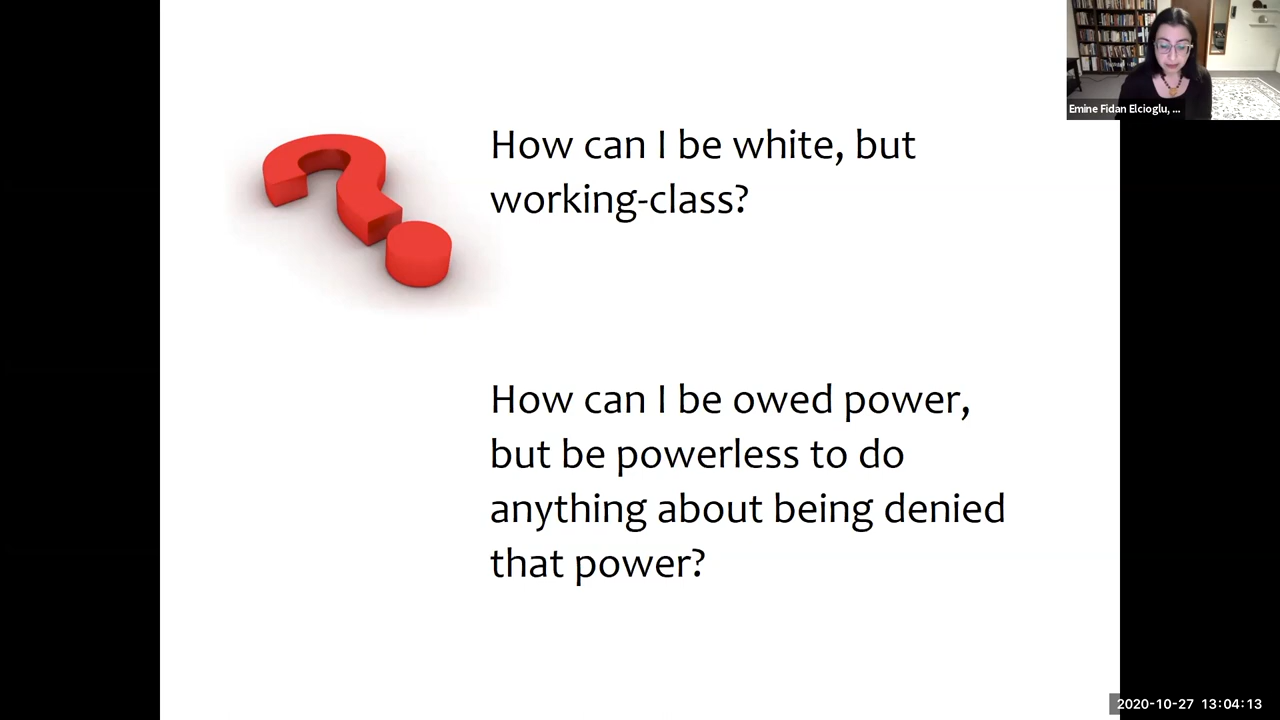 How can I be white, but
working-class?
How can I be owed power,
but be powerless to do
anything about being denied
that power?
Emine Fidan Elcioglu, ...
2020-10-27 13:04:13